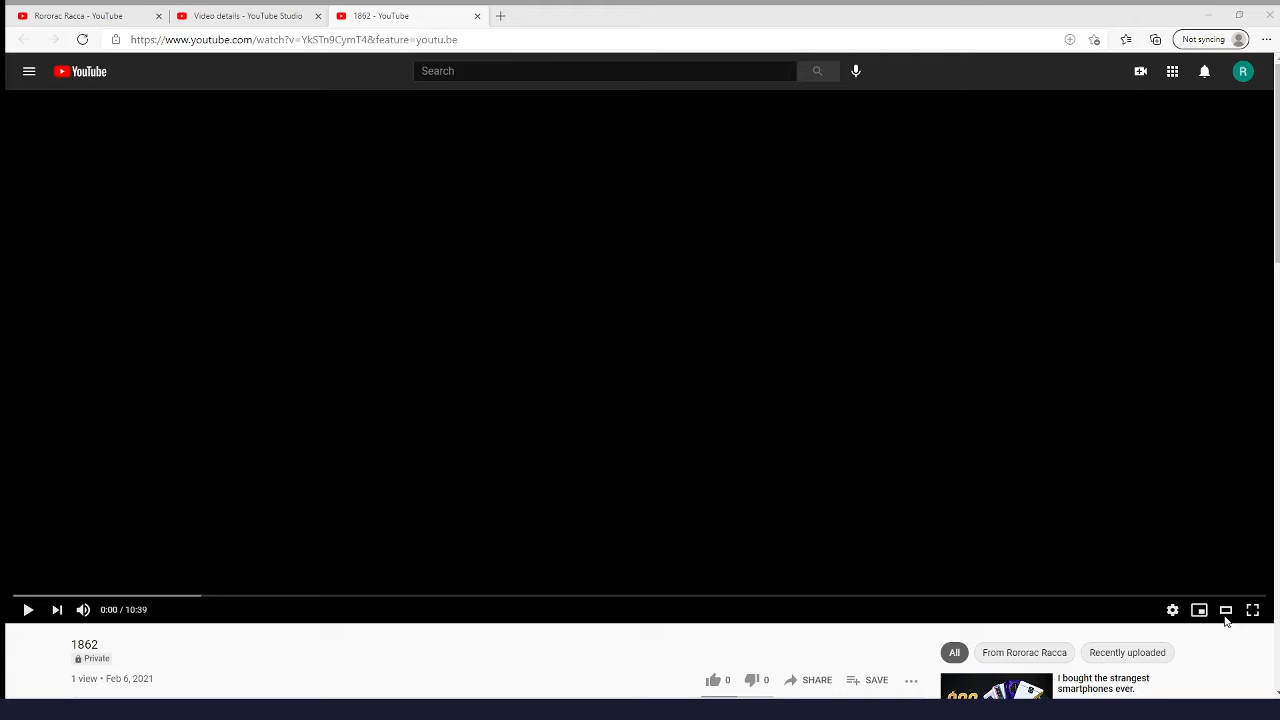 Rororac Racca - YouTube
Video details - YouTube Studio
1862 - YouTube
https://www.youtube.com/watch?v=YkSTn9CymT4&feature=youtu.be
Not syncing
YouTube
Search
R
0:00 / 10:39
1862
Private
1 view • Feb 6, 2021
0
0
SHARE
SAVE
All
From Rororac Racca
Recently uploaded
I bought the strangest
smartphones ever.